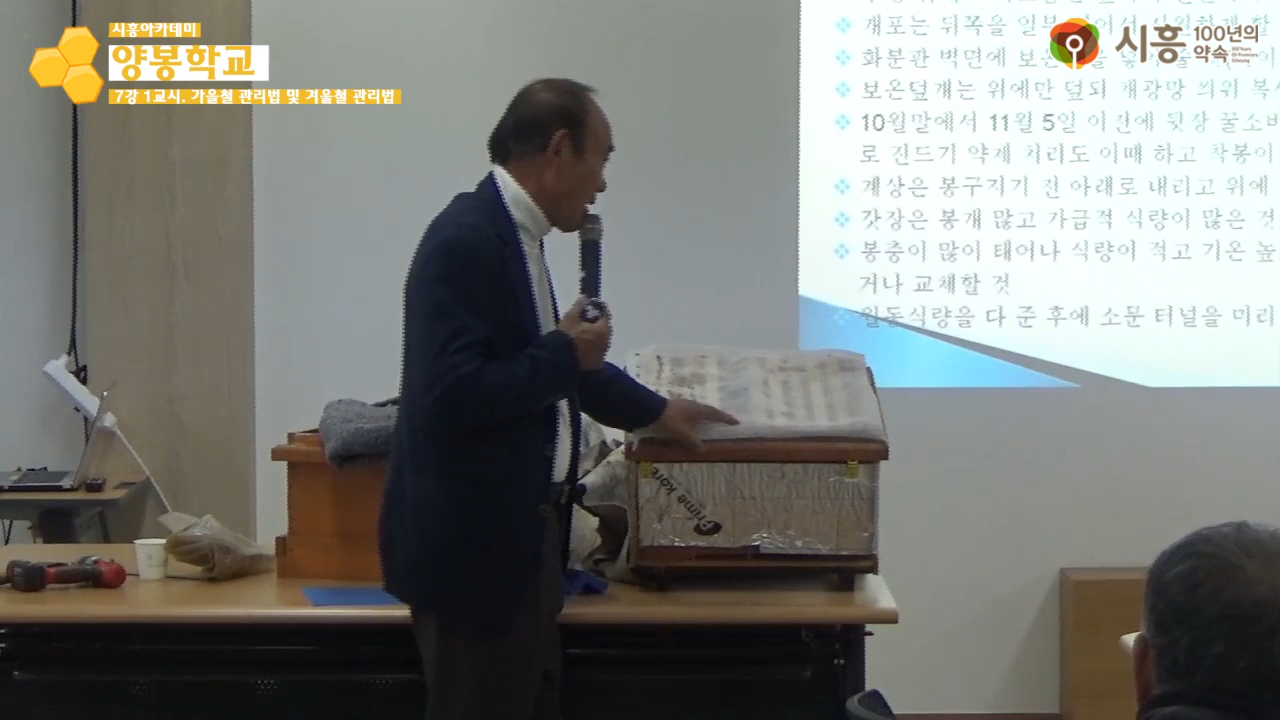 시흥아카데미
양봉학교
7강 1교시. 가을철 관리법 및 겨울철 관리법
시흥 100년의 약속
개포는 뒤쪽을 일부
화분판 벽면에
보온덮개는 위에만 덮되 채광망 씌워
10월말에서 11월 5일 이전에 뒷장 꿀소비
로 진드기 약제 처리도 이때 하고 착봉이
계상은 봉구지기 전 아래로 내리고 위에
갓장은 봉개 많고 가급적 식량이 많은 것
봉충이 많이 태어나 식량이 적고 기온 높
거나 교체할 것
월동식량을 다 준 후에 소문 터널을 미리
Prime kore